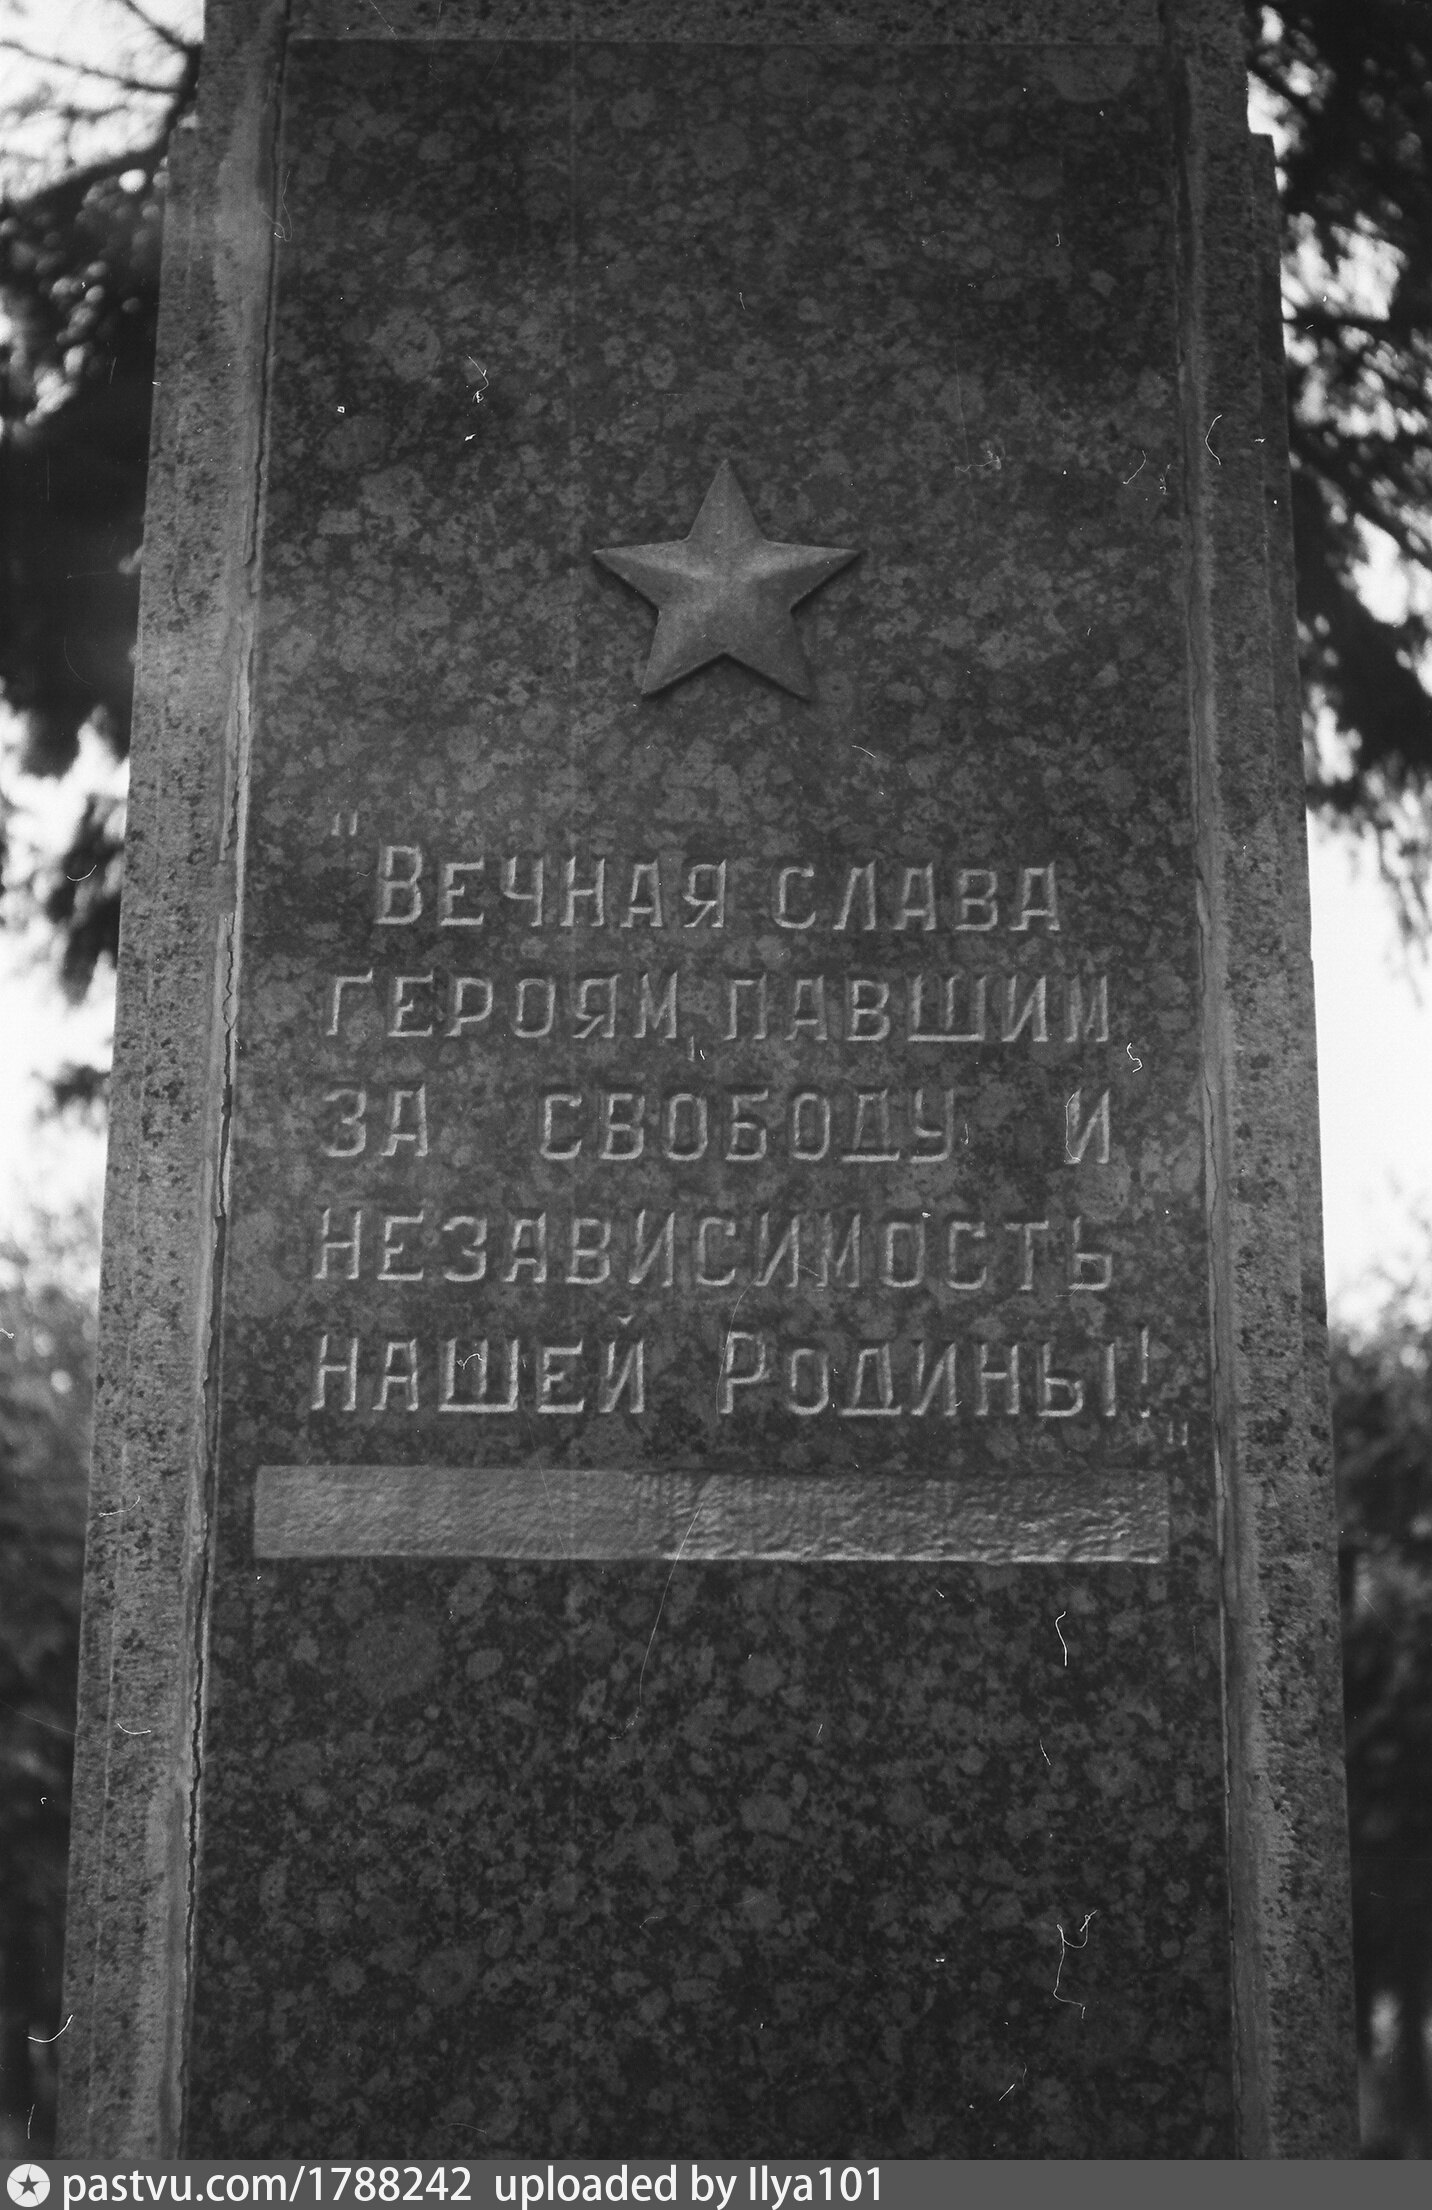 "Вечная слава
героям, павшим
за свободу и
независимость
нашей Родины!"
pastvu.com/1788242 uploaded by Ilya101